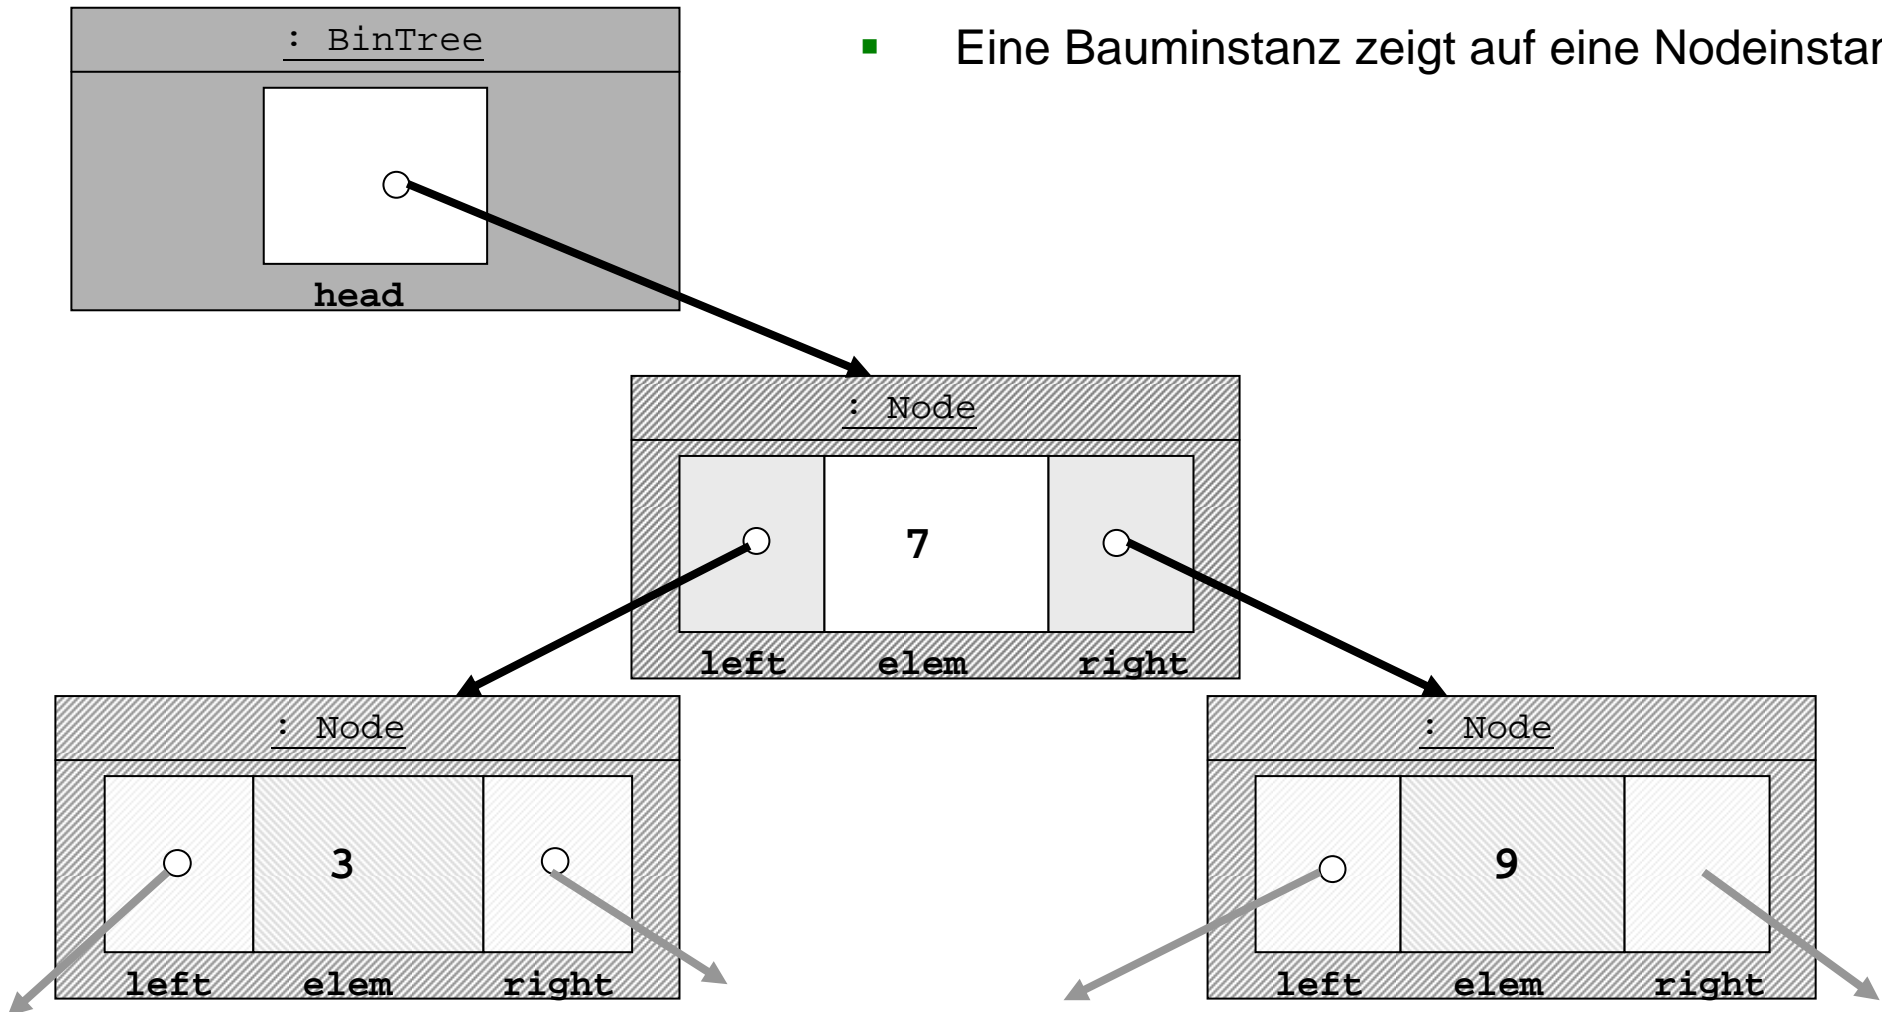 : BinTree
▪ Eine Bauminstanz zeigt auf eine
head
: Node
7
left elem right
: Node
: Node
3
9
left elem right
left elem right